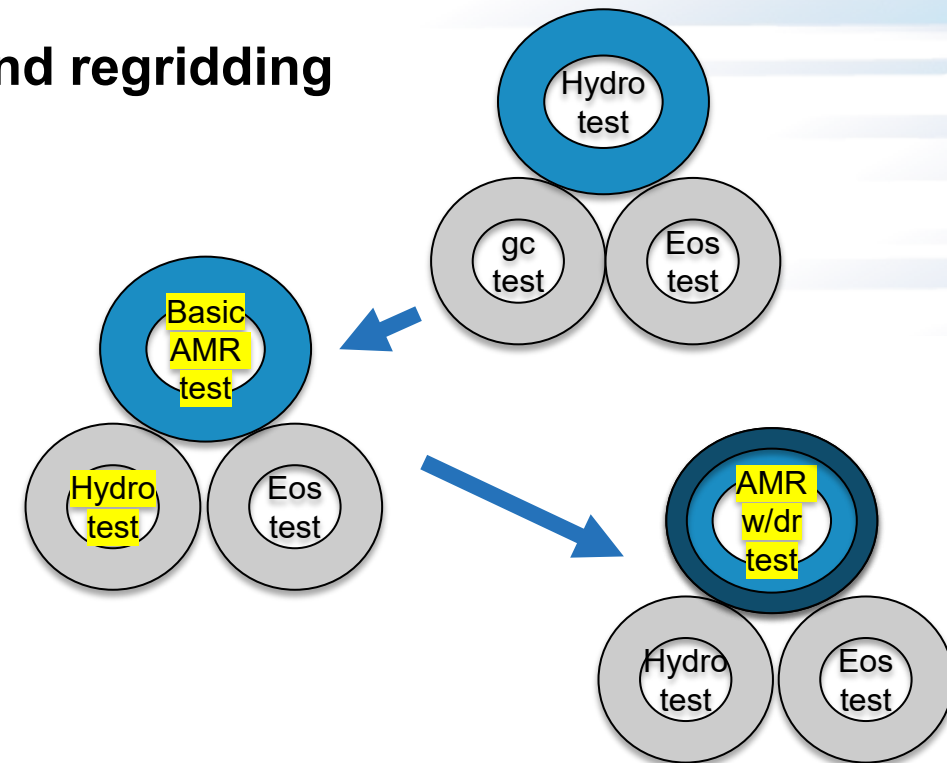 nd regridding
Hydro
test
gc
test
Eos
test
Basic
AMR
test
Hydro
test
Eos
test
AMR
w/dr
test
Hydro
test
Eos
test